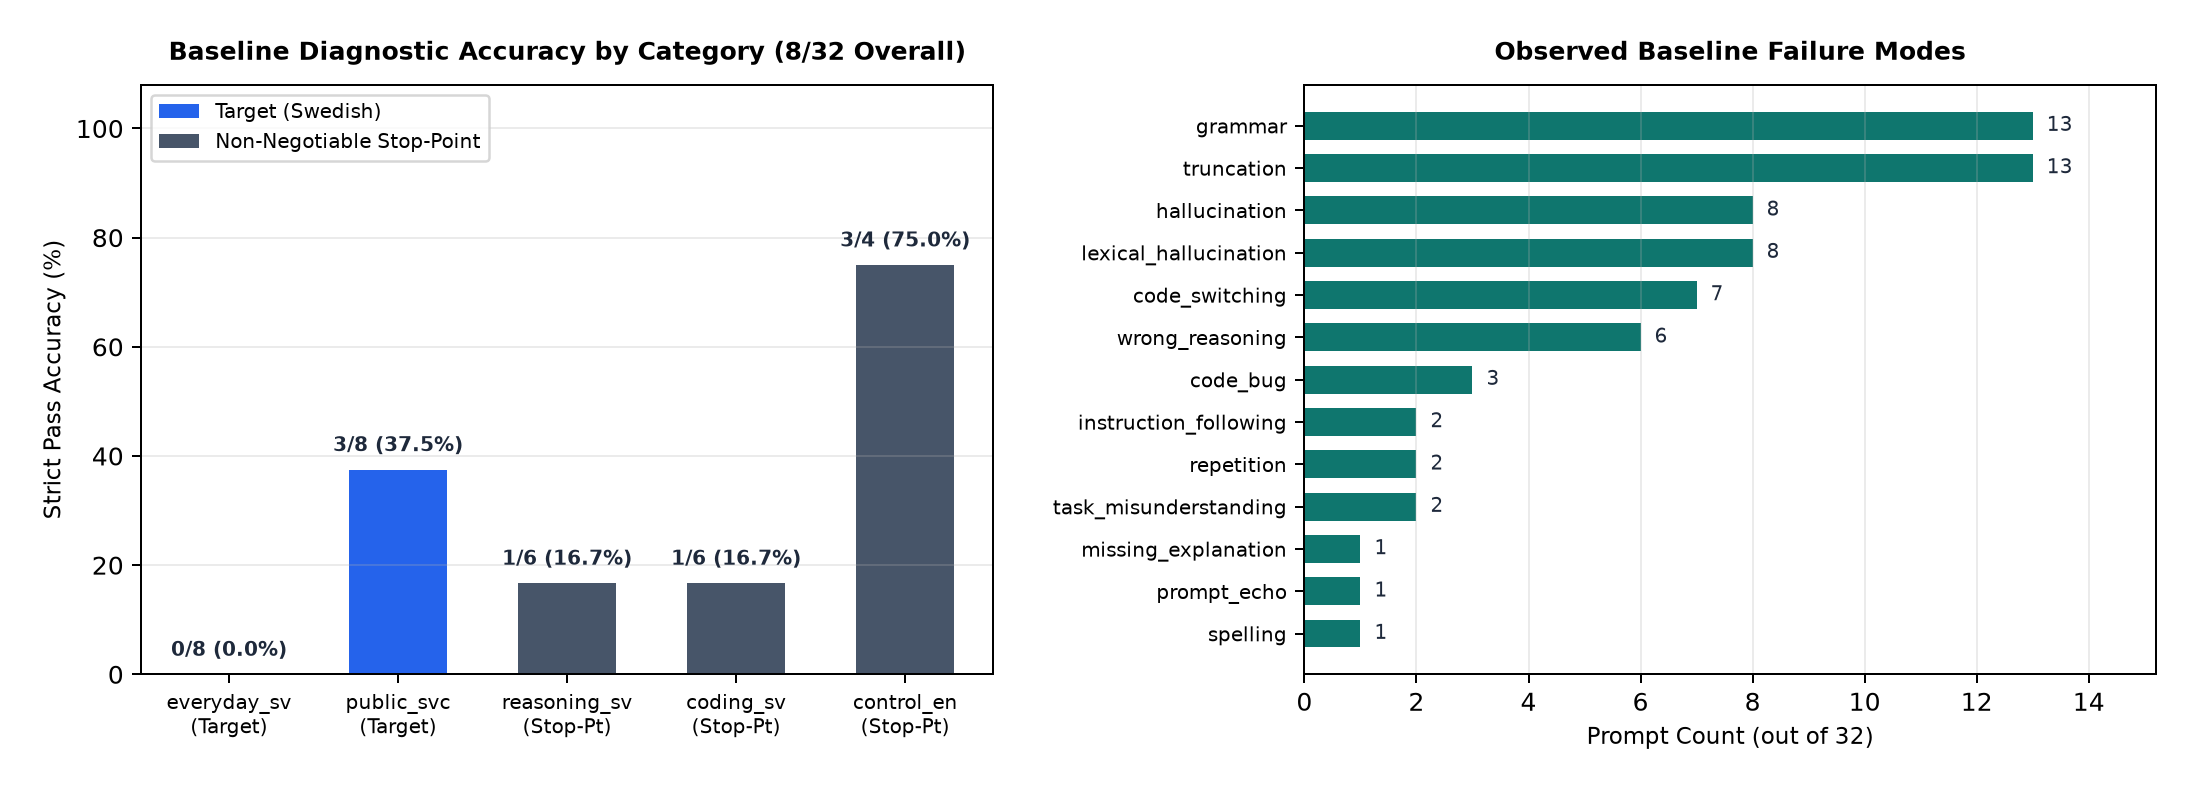 Baseline Diagnostic Accuracy by Category (8/32 Overall)
Target (Swedish)
Non-Negotiable Stop-Point
Strict Pass Accuracy (%)
100
80
60
40
20
0
0/8 (0.0%)
3/8 (37.5%)
1/6 (16.7%)
1/6 (16.7%)
3/4 (75.0%)
everyday_sv
(Target)
public_svc
(Target)
reasoning_sv
(Stop-Pt)
coding_sv
(Stop-Pt)
control_en
(Stop-Pt)
Observed Baseline Failure Modes
grammar 13
truncation 13
hallucination 8
lexical_hallucination 8
code_switching 7
wrong_reasoning 6
code_bug 3
instruction_following 2
repetition 2
task_misunderstanding 2
missing_explanation 1
prompt_echo 1
spelling 1
0 2 4 6 8 10 12 14
Prompt Count (out of 32)